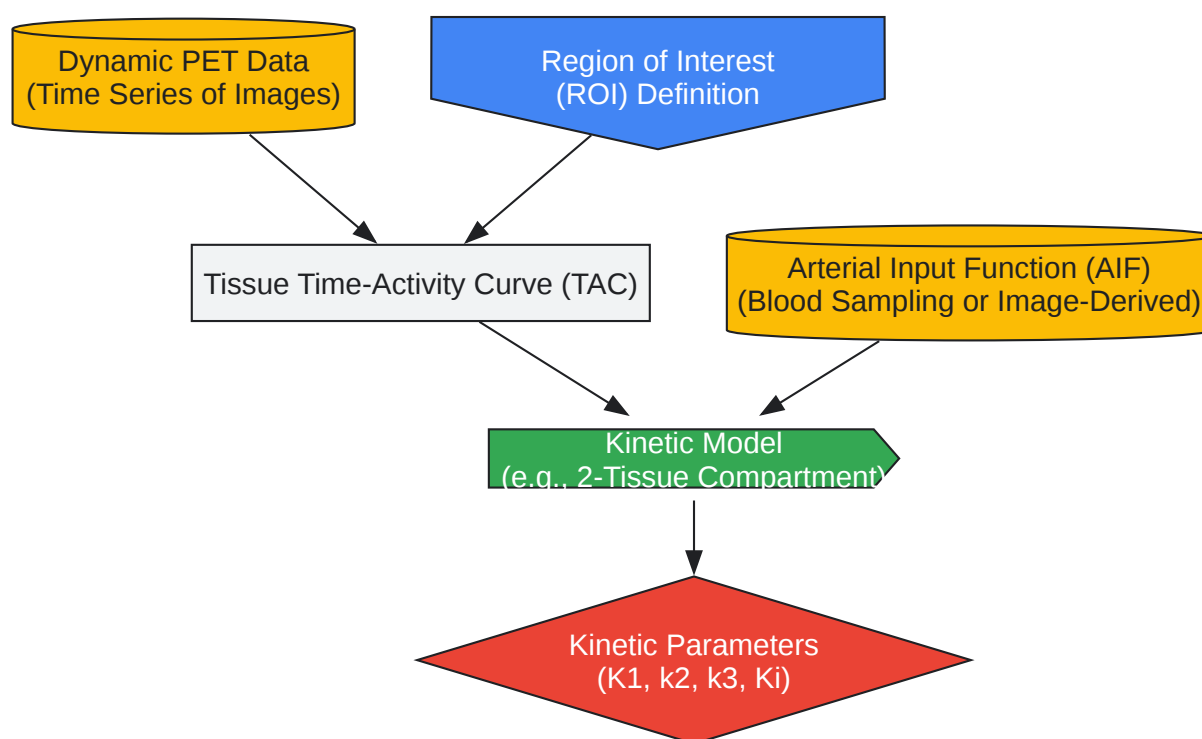 Dynamic PET Data
(Time Series of Images)
Region of Interest
(ROI) Definition
Tissue Time-Activity Curve (TAC)
Arterial Input Function (AIF)
(Blood Sampling or Image-Derived)
Kinetic Model
(e.g., 2-Tissue Compartment)
Kinetic Parameters
(K1, k2, k3, Ki)